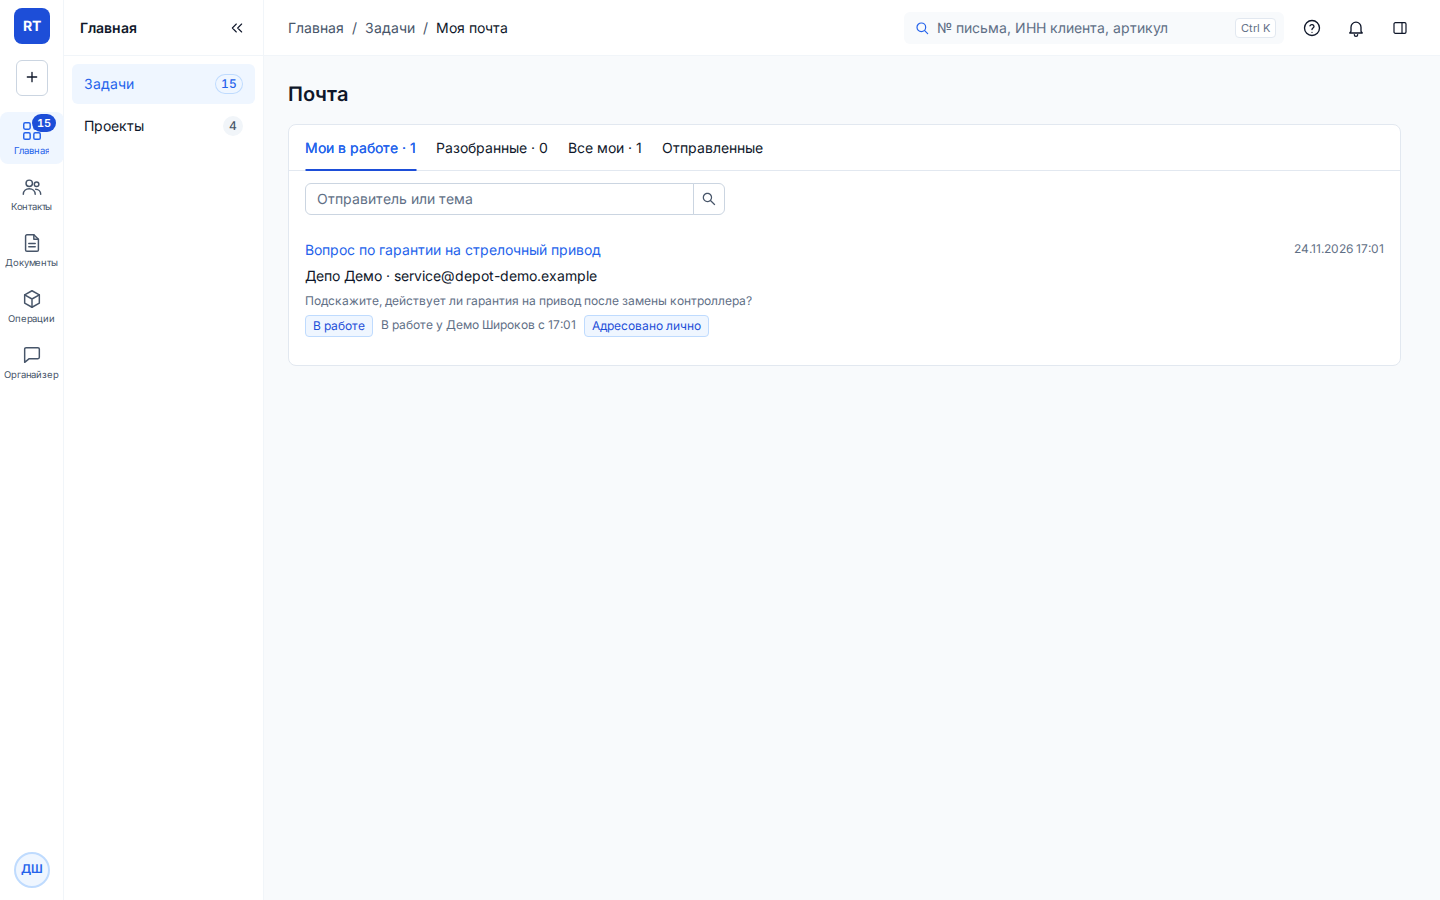 RT
Главная
Главная / Задачи / Моя почта
№ письма, ИНН клиента, артикул
Ctrl K
Задачи 15
Проекты 4
15
Главная
Контакты
Документы
Операции
Органайзер
ДШ
Почта
Мои в работе · 1
Разобранные · 0
Все мои · 1
Отправленные
Отправитель или тема
Вопрос по гарантии на стрелочный привод
24.11.2026 17:01
Депо Демо · service@depot-demo.example
Подскажите, действует ли гарантия на привод после замены контроллера?
В работе
В работе у Демо Широков с 17:01
Адресовано лично